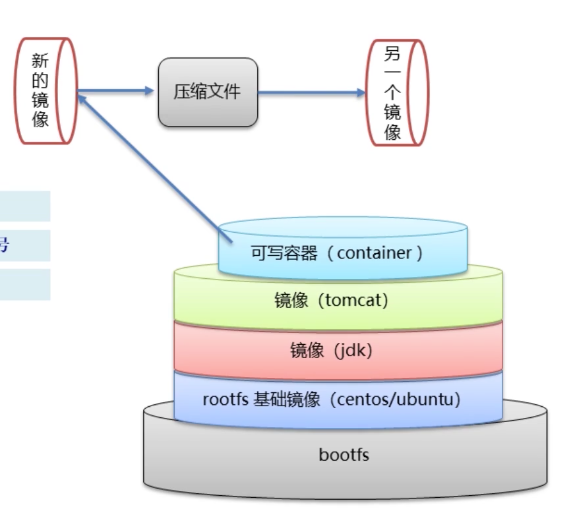 新的镜像
压缩文件
另一个镜像
号
可写容器（container）
镜像（tomcat）
镜像（jdk）
rootfs 基础镜像（centos/ubuntu）
bootfs